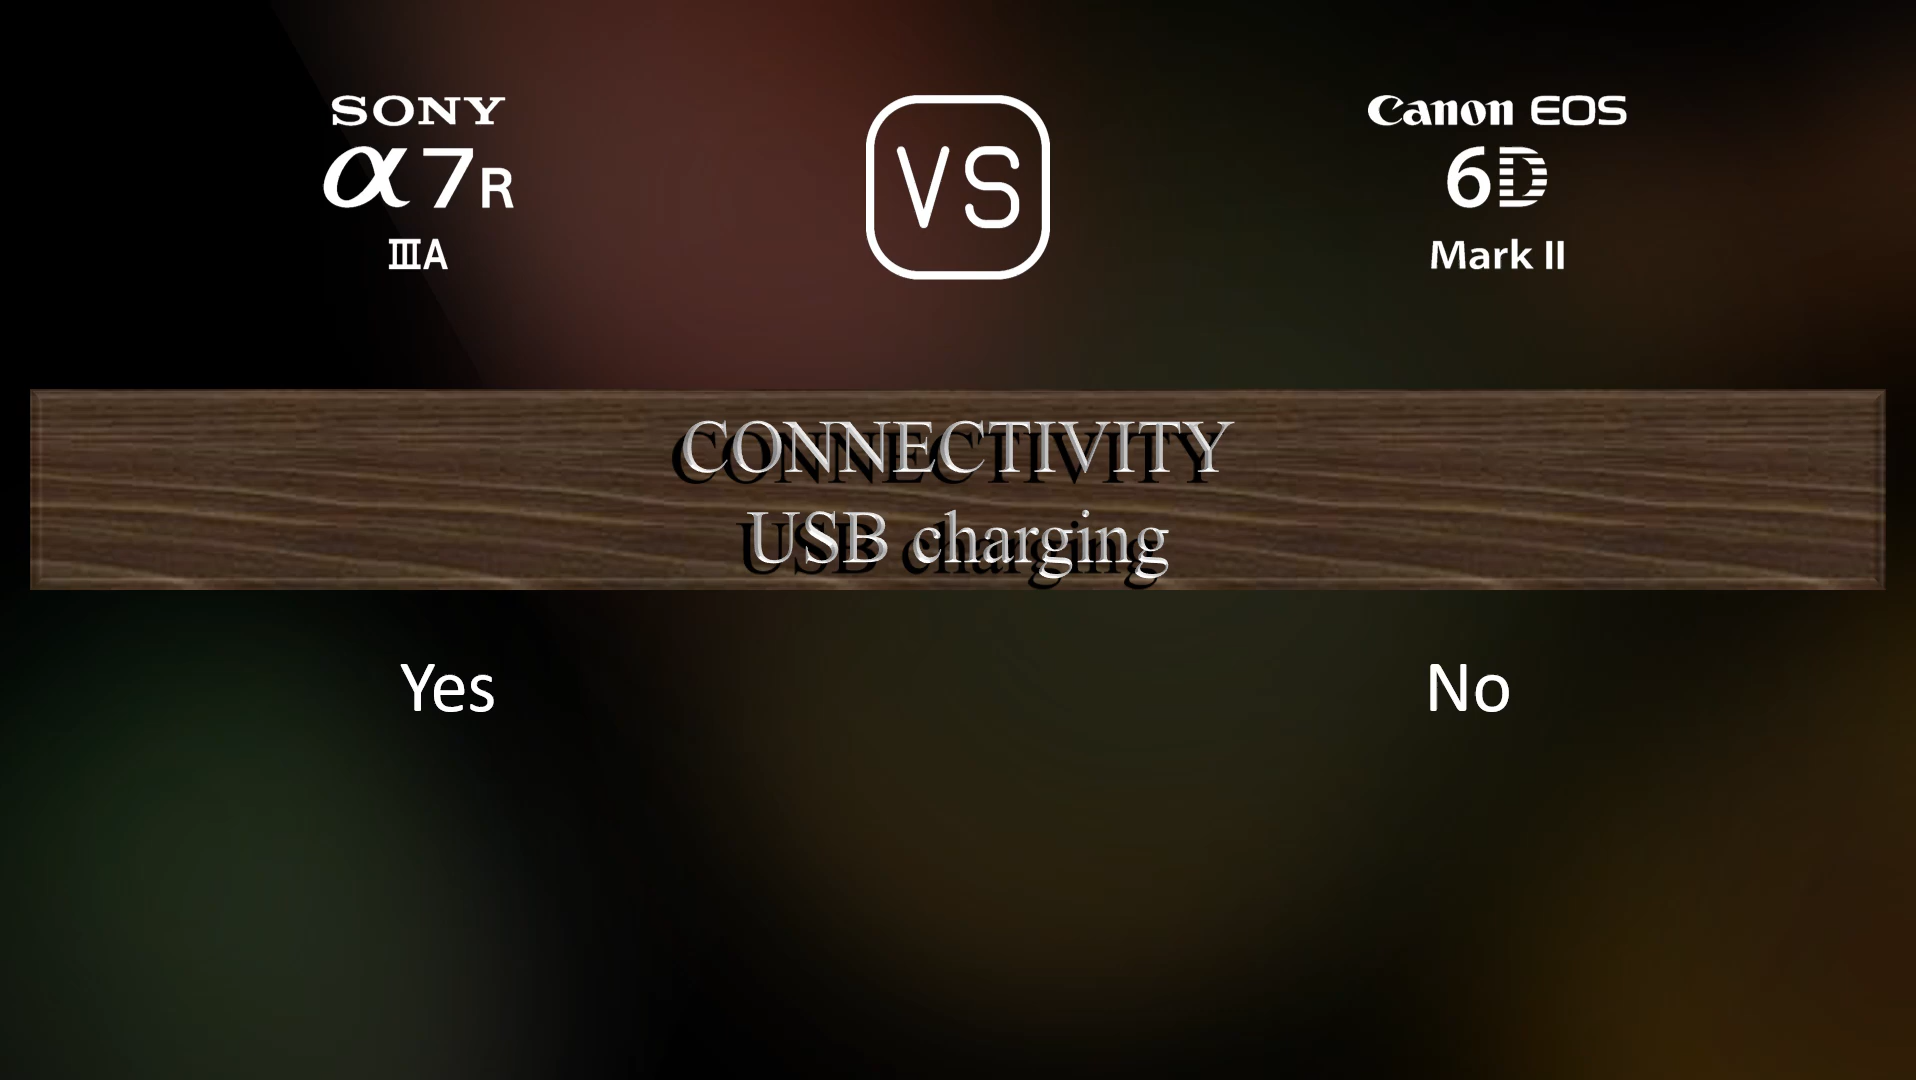 SONY
α7R
IIIA
VS
Canon EOS
6D
Mark II
CONNECTIVITY
USB charging
Yes
No